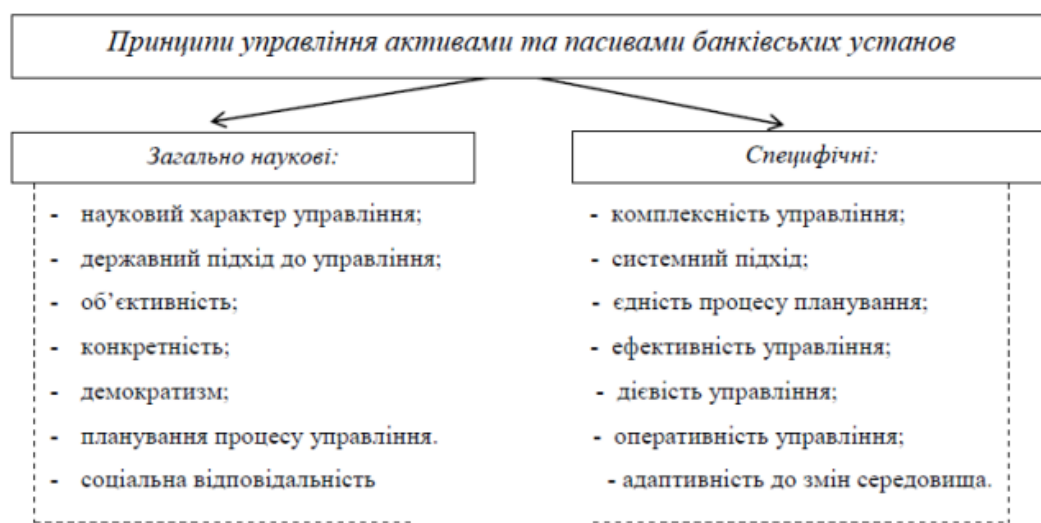 Принципи управління активами та пасивами банківських установ
Загально наукові:
- науковий характер управління;
- державний підхід до управління;
- об’єктивність;
- конкретність;
- демократизм;
- планування процесу управління.
- соціальна відповідальність
Специфічні:
- комплексність управління;
- системний підхід;
- єдність процесу планування;
- ефективність управління;
- дієвість управління;
- оперативність управління;
- адаптивність до змін середовища.